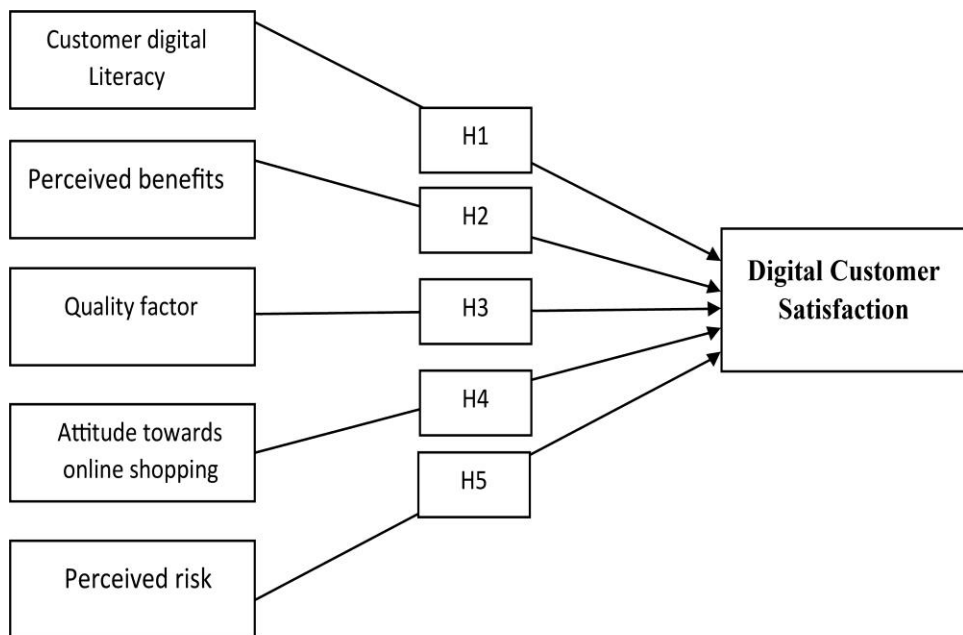 Customer digital
Literacy
H1
Perceived benefits
H2
Digital Customer
Satisfaction
Quality factor
H3
H4
Attitude towards
online shopping
H5
Perceived risk